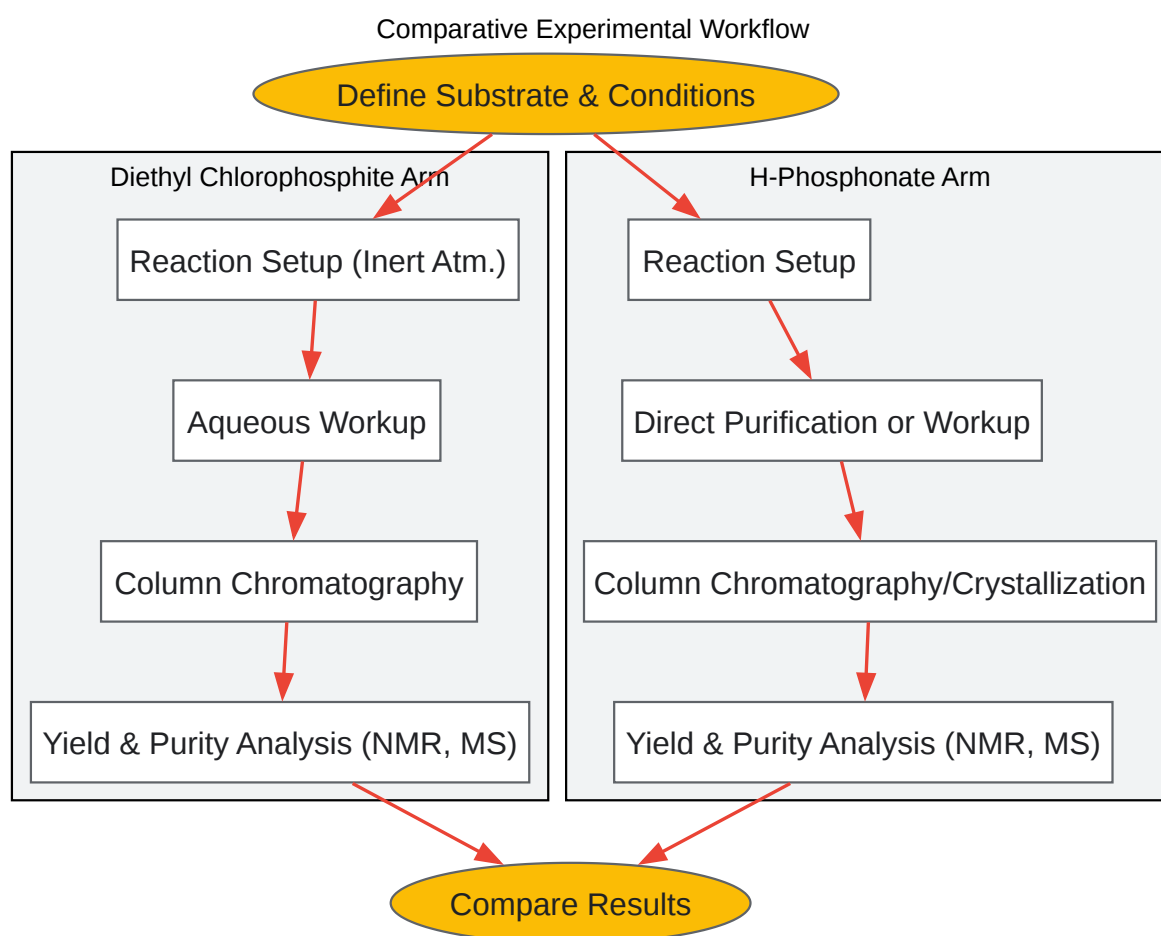 Comparative Experimental Workflow
Define Substrate & Conditions
Diethyl Chlorophosphite Arm
Reaction Setup (Inert Atm.)
Aqueous Workup
Column Chromatography
Yield & Purity Analysis (NMR, MS)
H-Phosphonate Arm
Reaction Setup
Direct Purification or Workup
Column Chromatography/Crystallization
Yield & Purity Analysis (NMR, MS)
Compare Results